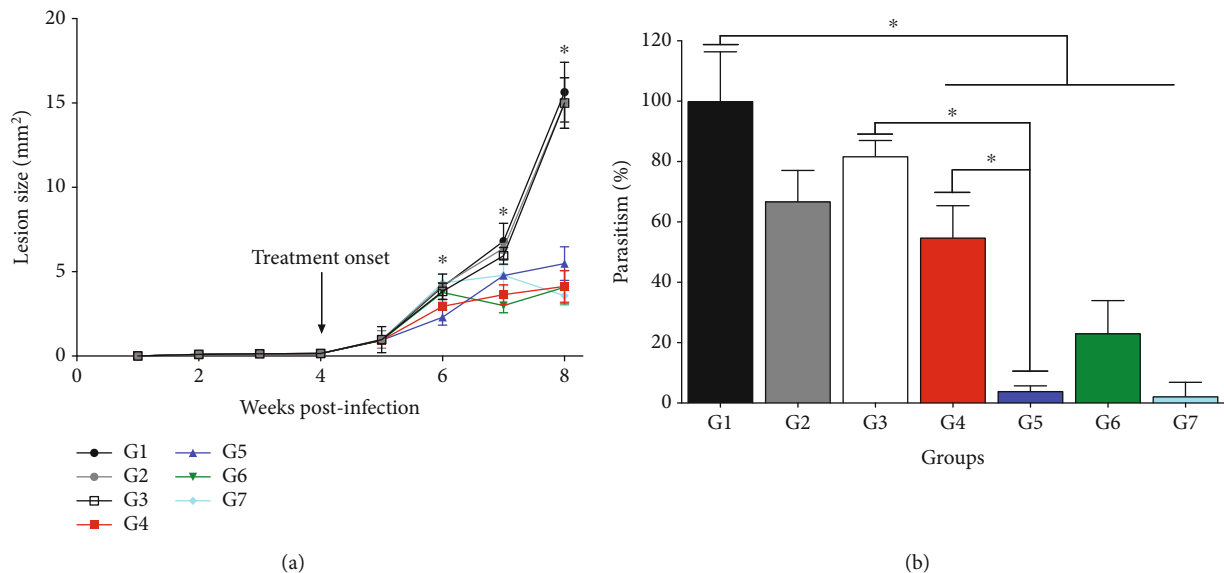 20
15
10
5
0
Lesion size (mm²)
*
*
*
Treatment onset
0 2 4 6 8
Weeks post-infection
G1
G2
G3
G4
G5
G6
G7
(a)
120
100
80
60
40
20
0
Parasitism (%)
*
*
*
G1 G2 G3 G4 G5 G6 G7
Groups
(b)